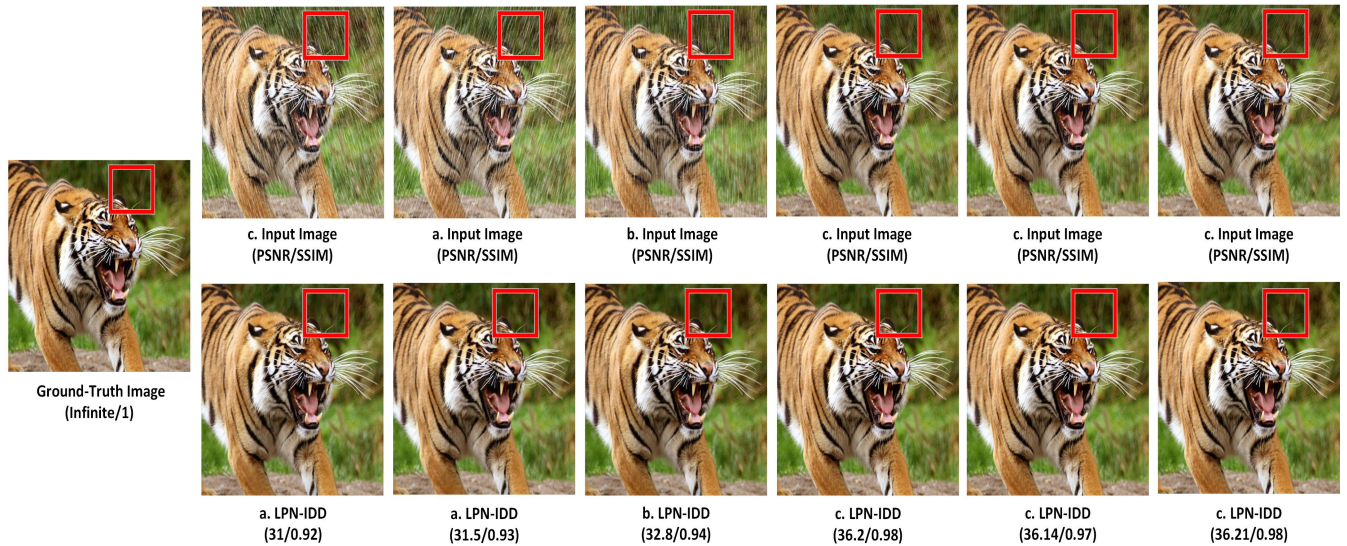 c. Input Image
(PSNR/SSIM)
a. Input Image
(PSNR/SSIM)
b. Input Image
(PSNR/SSIM)
c. Input Image
(PSNR/SSIM)
c. Input Image
(PSNR/SSIM)
c. Input Image
(PSNR/SSIM)
Ground-Truth Image
(Infinite/1)
a. LPN-IDD
(31/0.92)
a. LPN-IDD
(31.5/0.93)
b. LPN-IDD
(32.8/0.94)
c. LPN-IDD
(36.2/0.98)
c. LPN-IDD
(36.14/0.97)
c. LPN-IDD
(36.21/0.98)